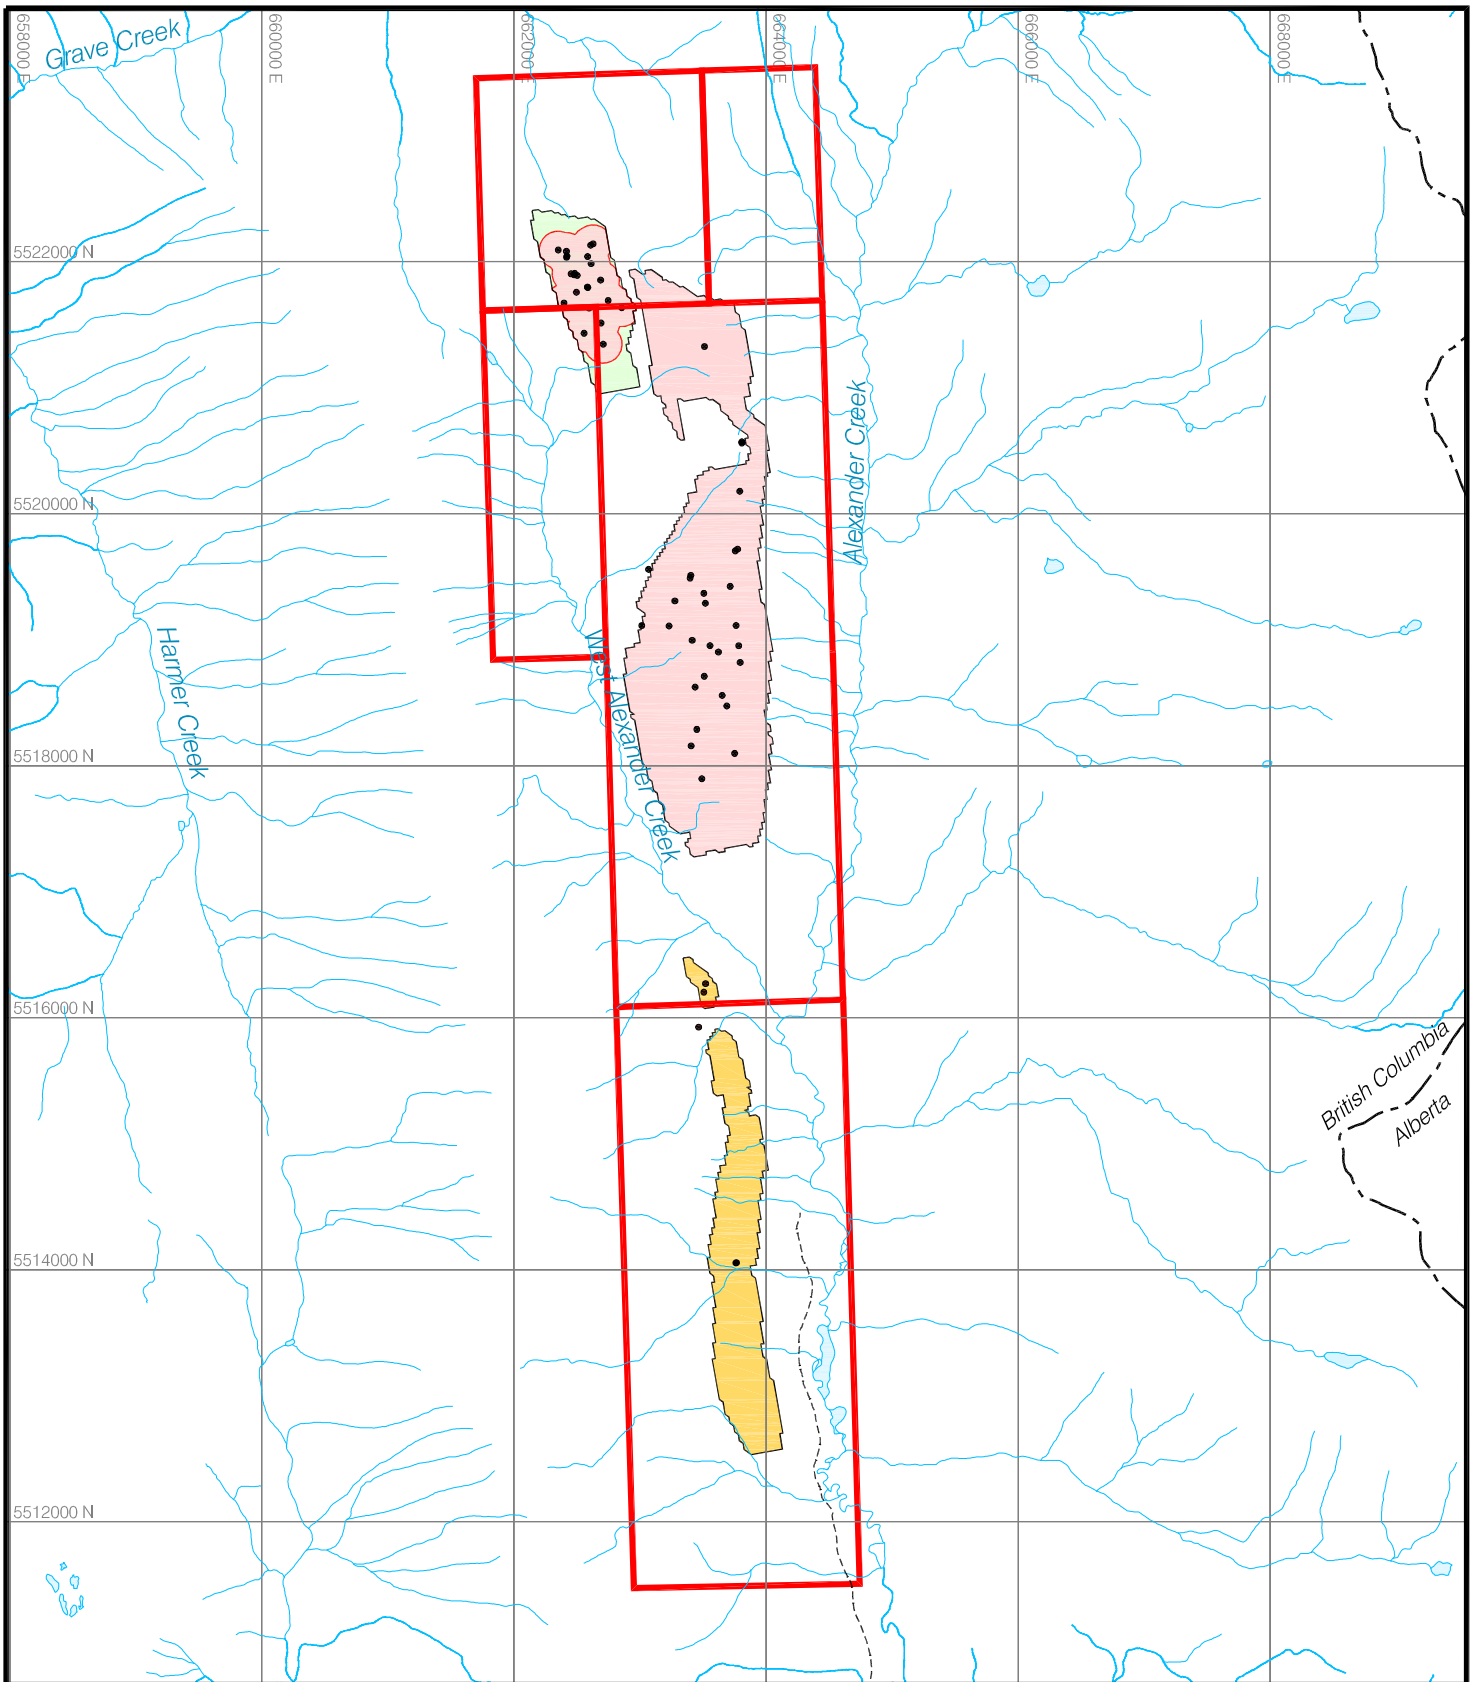 658000 E
660000 E
662000 E
664000 E
666000 E
668000 E
Grave Creek
5522000 N
Alexander Creek
5520000 N
Harmer Creek
West Alexander Creek
5518000 N
5516000 N
British Columbia
Alberta
5514000 N
5512000 N